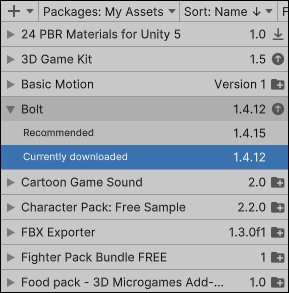 + ▾ Packages: My Assets ▾ Sort: Name ↓ ▾ F
24 PBR Materials for Unity 5 1.0
3D Game Kit 1.5
Basic Motion Version 1
Bolt 1.4.12
Recommended 1.4.15
Currently downloaded 1.4.12
Cartoon Game Sound 2.0
Character Pack: Free Sample 2.2.0
FBX Exporter 1.3.0f1
Fighter Pack Bundle FREE 1
Food pack - 3D Microgames Add-... 1.0